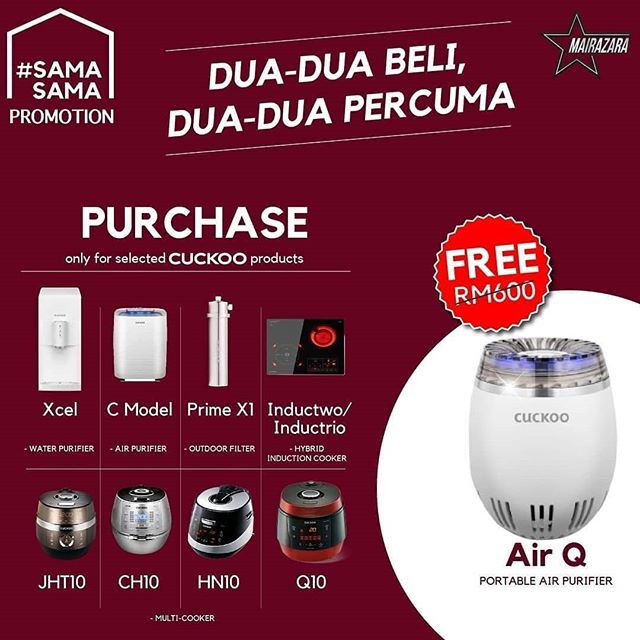 #SAMA
SAMA
PROMOTION
DUA-DUA BELI,
DUA-DUA PERCUMA
MAIRAZARA
PURCHASE
only for selected CUCKOO products
FREE
RM600
Xcel
- WATER PURIFIER
C Model
- AIR PURIFIER
Prime X1
- OUTDOOR FILTER
Inductwo/
Inductrio
- HYBRID
INDUCTION COOKER
JHT10
CH10
HN10
Q10
- MULTI-COOKER
CUCKOO
Air Q
PORTABLE AIR PURIFIER